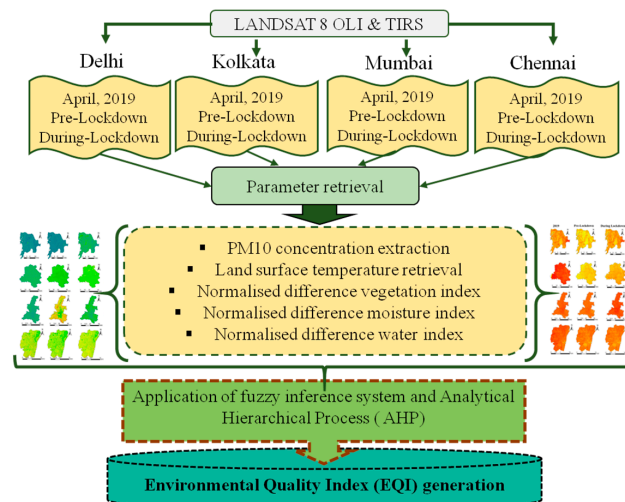 LANDSAT 8 OLI & TIRS
Delhi
Kolkata
Mumbai
Chennai
April, 2019
Pre-Lockdown
During-Lockdown
April, 2019
Pre-Lockdown
During-Lockdown
April, 2019
Pre-Lockdown
During-Lockdown
April, 2019
Pre-Lockdown
During-Lockdown
Parameter retrieval
▪ PM10 concentration extraction
▪ Land surface temperature retrieval
▪ Normalised difference vegetation index
▪ Normalised difference moisture index
▪ Normalised difference water index
Application of fuzzy inference system and Analytical
Hierarchical Process ( AHP)
Environmental Quality Index (EQI) generation